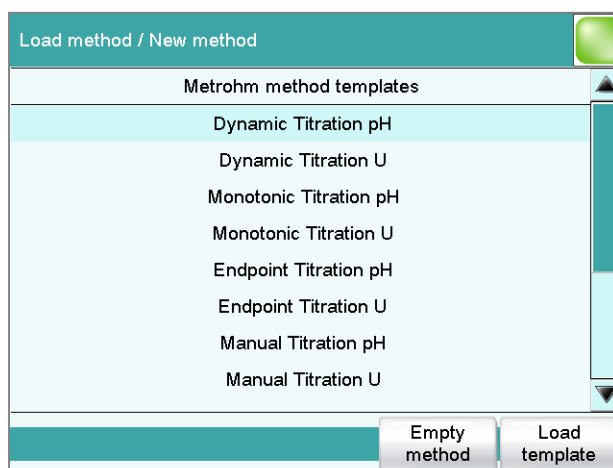 Load method / New method
Metrohm method templates
Dynamic Titration pH
Dynamic Titration U
Monotonic Titration pH
Monotonic Titration U
Endpoint Titration pH
Endpoint Titration U
Manual Titration pH
Manual Titration U
Empty
method
Load
template